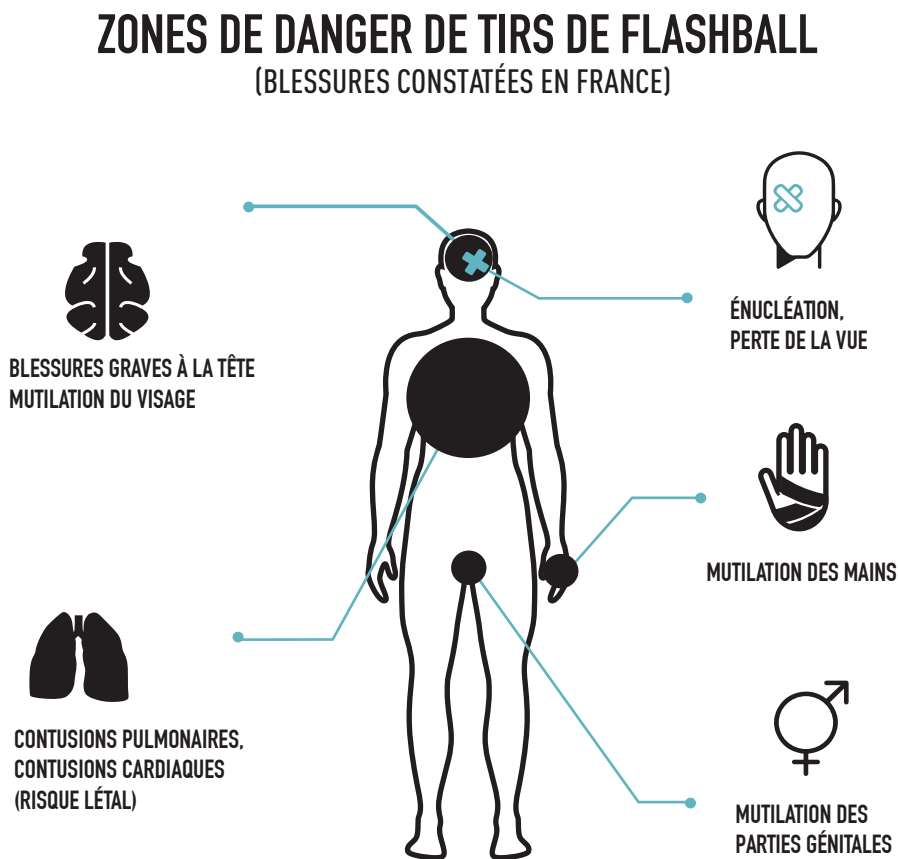 ZONES DE DANGER DE TIRS DE FLASHBALL
(BLESSURES CONSTATÉES EN FRANCE)
BLESSURES GRAVES À LA TÊTE
MUTILATION DU VISAGE
ÉNUCLÉATION,
PERTE DE LA VUE
MUTILATION DES MAINS
CONTUSIONS PULMONAIRES,
CONTUSIONS CARDIAQUES
(RISQUE LÉTAL)
MUTILATION DES
PARTIES GÉNITALES